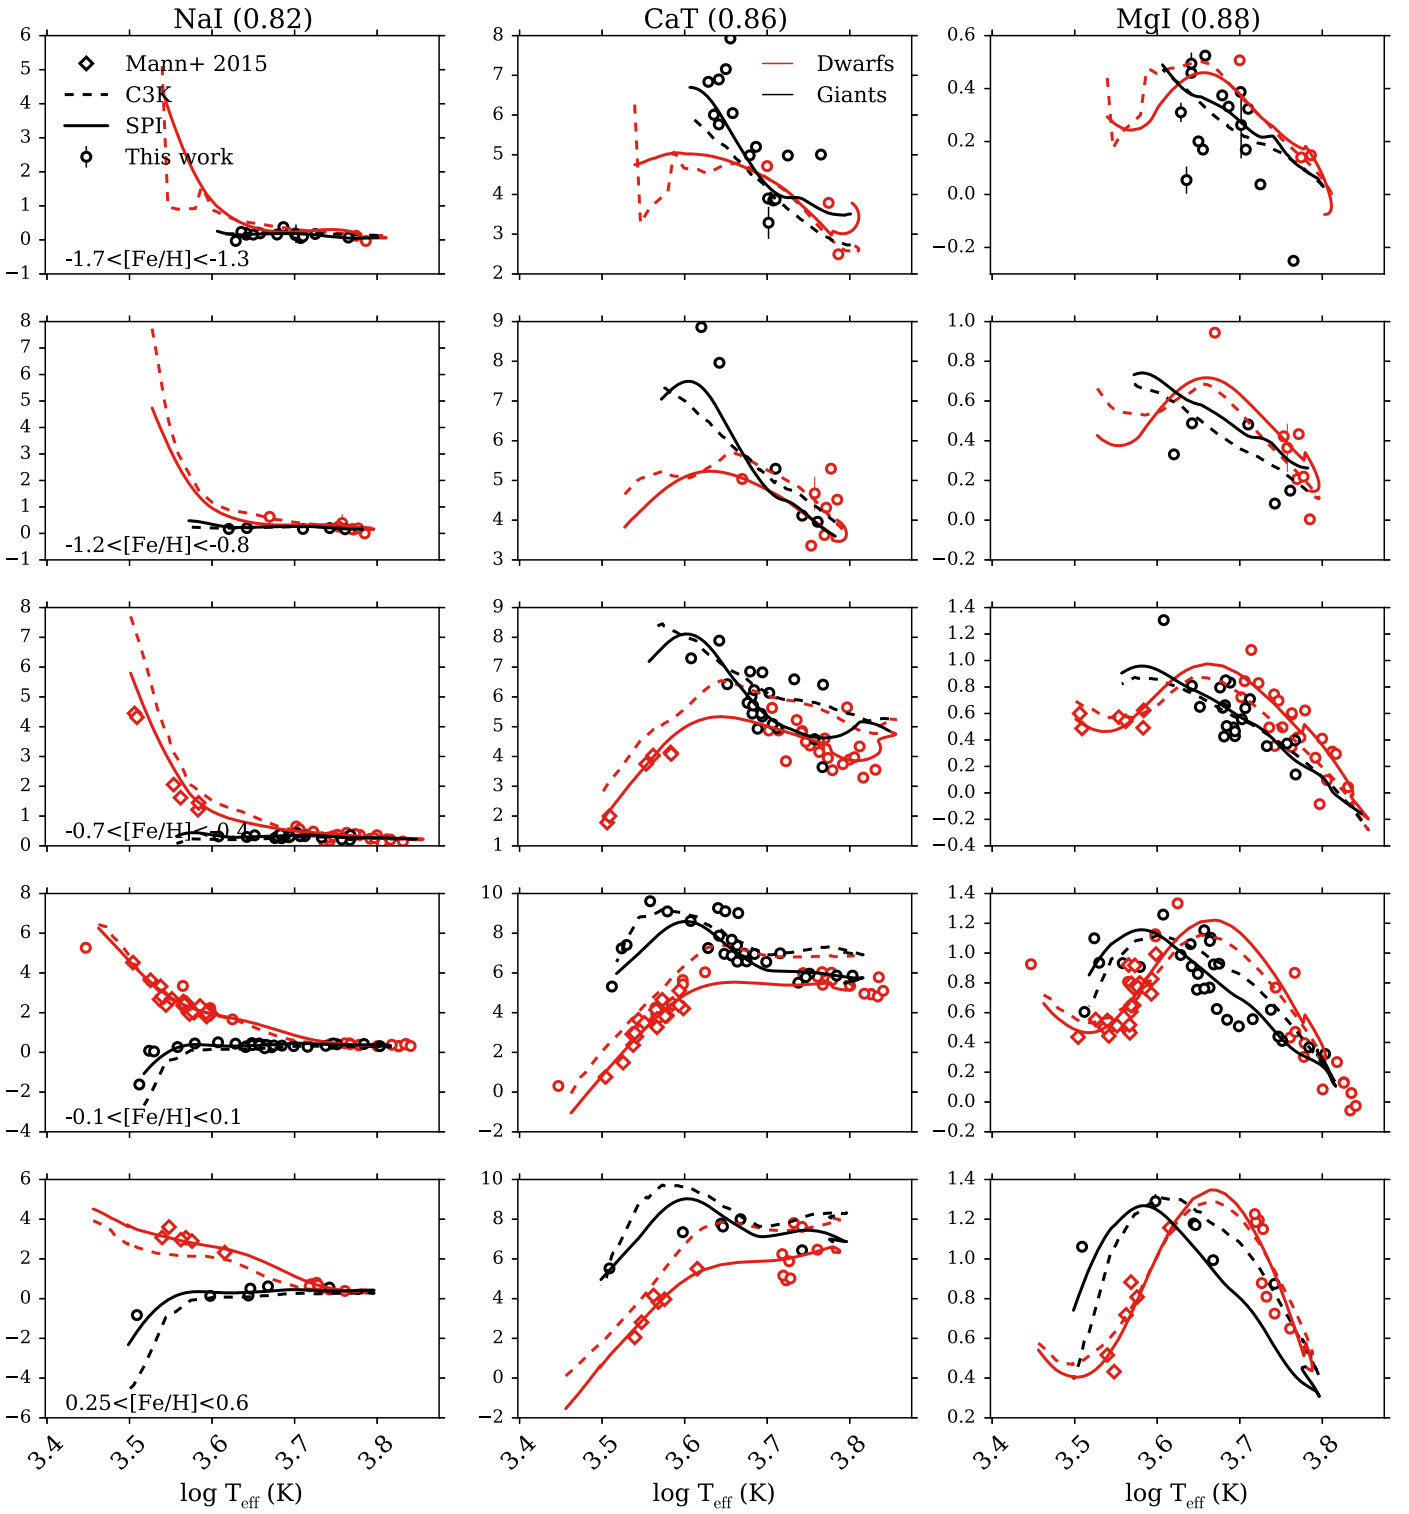 NaI (0.82) CaT (0.86) MgI (0.88)
6 8 0.6
5 Mann+ 2015 7 Dwarfs 0.4
4 C3K 6 Giants
3 SPI 5 0.2
2 This work 4 0.0
1 3 −0.2
0 2
−1
-1.7<[Fe/H]<-1.3
8 9 1.0
7 8 0.8
6 7 0.6
5 6 0.4
4 5 0.2
3 4 0.0
2 3 −0.2
1
0
−1
-1.2<[Fe/H]<-0.8
8 9 1.4
7 8 1.2
6 7 1.0
5 6 0.8
4 5 0.6
3 4 0.4
2 3 0.2
1 2 0.0
0 1 −0.2
−0.4
-0.7<[Fe/H]<-0.4
8 10 1.4
6 8 1.2
4 6 1.0
2 4 0.8
0 2 0.6
−2 0 0.4
−4 −2 0.2
0.0
−0.2
-0.1<[Fe/H]<0.1
6 10 1.4
4 8 1.2
2 6 1.0
0 4 0.8
−2 2 0.6
−4 0 0.4
−6 −2 0.2
0.25<[Fe/H]<0.6
3.4 3.5 3.6 3.7 3.8 3.4 3.5 3.6 3.7 3.8 3.4 3.5 3.6 3.7 3.8
log Teff (K) log Teff (K) log Teff (K)